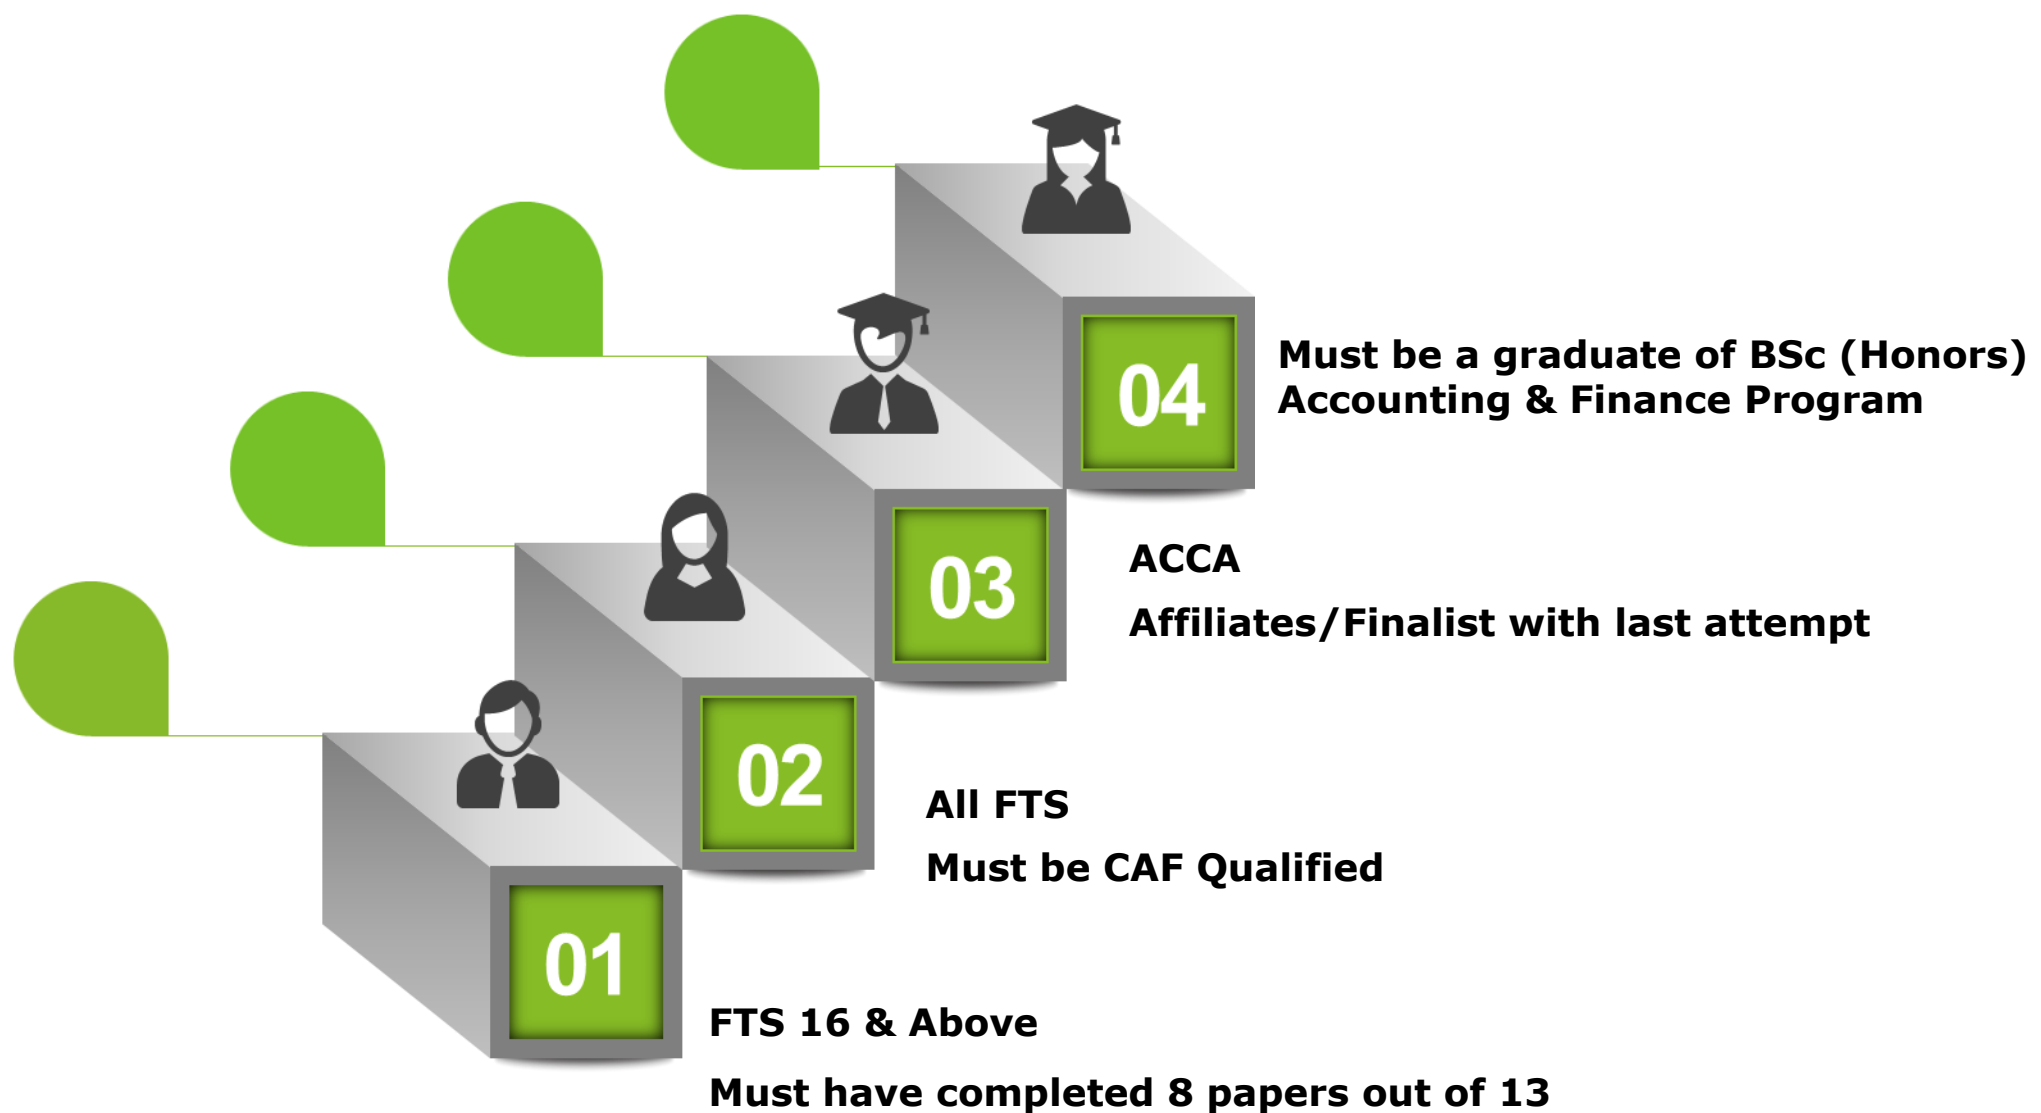 04
Must be a graduate of BSc (Honors)
Accounting & Finance Program
03
ACCA
Affiliates/Finalist with last attempt
02
All FTS
Must be CAF Qualified
01
FTS 16 & Above
Must have completed 8 papers out of 13